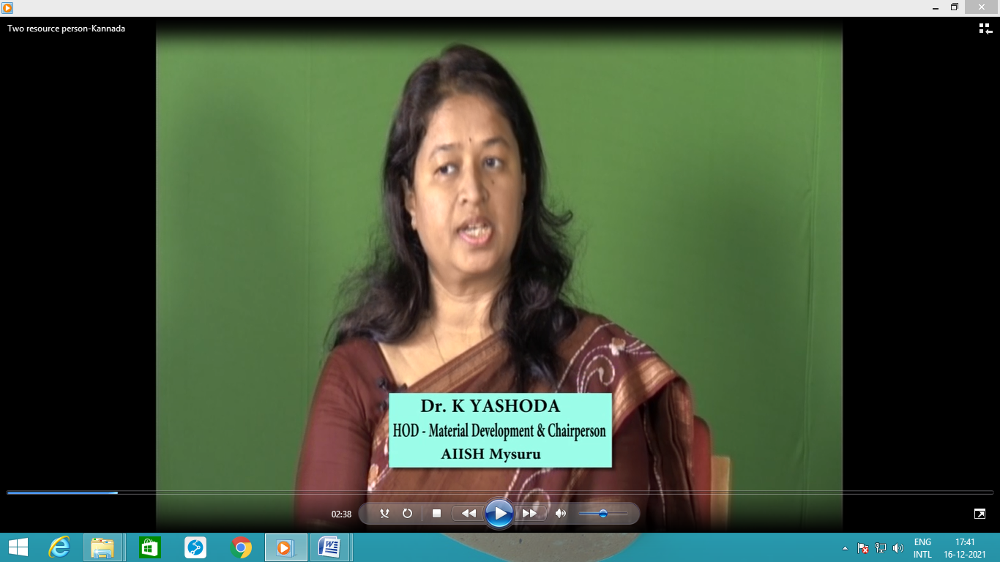 Two resource person-Kannada
Dr. K YASHODA
HOD - Material Development & Chairperson
AIISH Mysuru
02:38
ENG
INTL
17:41
16-12-2021